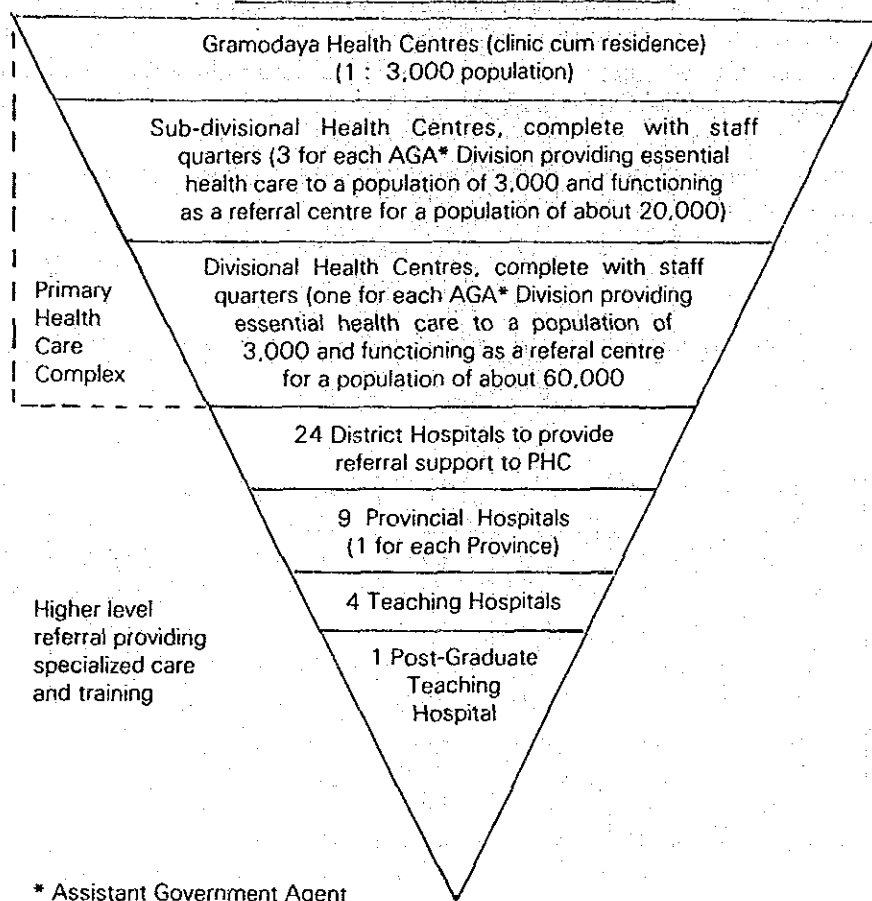 Gramodaya Health Centres (clinic cum residence)
(1 : 3,000 population)
Sub-divisional Health Centres, complete with staff
quarters (3 for each AGA* Division providing essential
health care to a population of 3,000 and functioning
as a referral centre for a population of about 20,000)
Divisional Health Centres, complete with staff
quarters (one for each AGA* Division providing
essential health care to a population of
3,000 and functioning as a referal centre
for a population of about 60,000
Primary
Health
Care
Complex
24 District Hospitals to provide
referral support to PHC
9 Provincial Hospitals
(1 for each Province)
4 Teaching Hospitals
1 Post-Graduate
Teaching
Hospital
Higher level
referral providing
specialized care
and training
* Assistant Government Agent